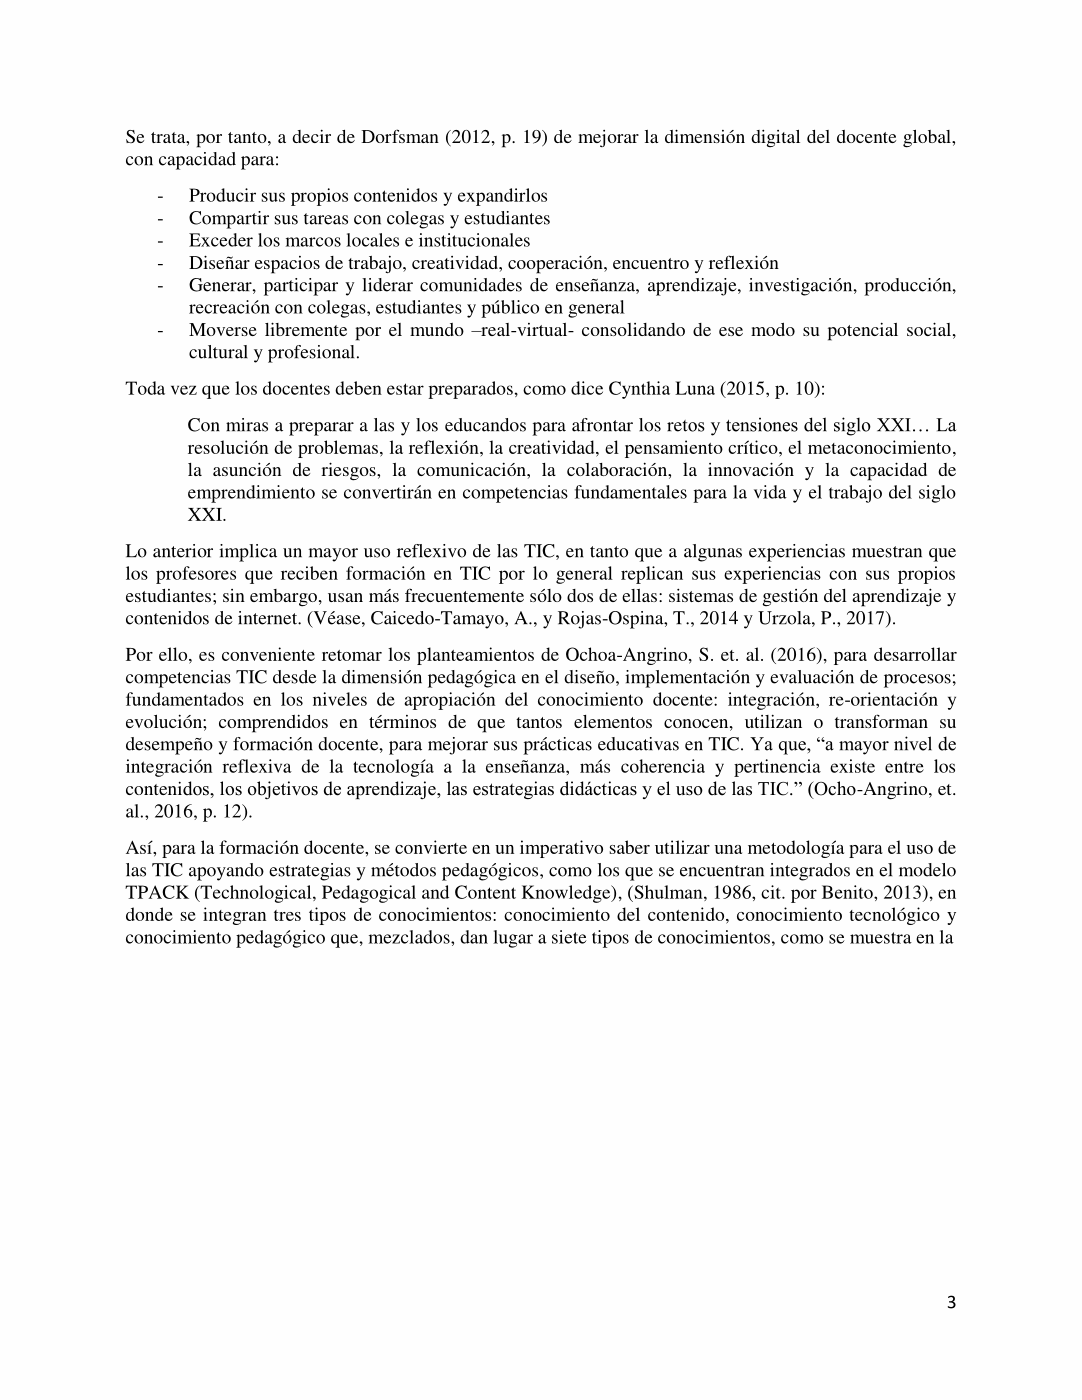 Se trata, por tanto, a decir de Dorfsman (2012, p. 19) de mejorar la dimensión digital del docente global,
con capacidad para:
- Producir sus propios contenidos y expandirlos
- Compartir sus tareas con colegas y estudiantes
- Exceder los marcos locales e institucionales
- Diseñar espacios de trabajo, creatividad, cooperación, encuentro y reflexión
- Generar, participar y liderar comunidades de enseñanza, aprendizaje, investigación, producción,
recreación con colegas, estudiantes y público en general
- Moverse libremente por el mundo –real-virtual- consolidando de ese modo su potencial social,
cultural y profesional.
Toda vez que los docentes deben estar preparados, como dice Cynthia Luna (2015, p. 10):
Con miras a preparar a las y los educandos para afrontar los retos y tensiones del siglo XXI… La
resolución de problemas, la reflexión, la creatividad, el pensamiento crítico, el metaconocimiento,
la asunción de riesgos, la comunicación, la colaboración, la innovación y la capacidad de
emprendimiento se convertirán en competencias fundamentales para la vida y el trabajo del siglo
XXI.
Lo anterior implica un mayor uso reflexivo de las TIC, en tanto que a algunas experiencias muestran que
los profesores que reciben formación en TIC por lo general replican sus experiencias con sus propios
estudiantes; sin embargo, usan más frecuentemente sólo dos de ellas: sistemas de gestión del aprendizaje y
contenidos de internet. (Véase, Caicedo-Tamayo, A., y Rojas-Ospina, T., 2014 y Urzola, P., 2017).
Por ello, es conveniente retomar los planteamientos de Ochoa-Angrino, S. et. al. (2016), para desarrollar
competencias TIC desde la dimensión pedagógica en el diseño, implementación y evaluación de procesos;
fundamentados en los niveles de apropiación del conocimiento docente: integración, re-orientación y
evolución; comprendidos en términos de que tantos elementos conocen, utilizan o transforman su
desempeño y formación docente, para mejorar sus prácticas educativas en TIC. Ya que, “a mayor nivel de
integración reflexiva de la tecnología a la enseñanza, más coherencia y pertinencia existe entre los
contenidos, los objetivos de aprendizaje, las estrategias didácticas y el uso de las TIC.” (Ocho-Angrino, et.
al., 2016, p. 12).
Así, para la formación docente, se convierte en un imperativo saber utilizar una metodología para el uso de
las TIC apoyando estrategias y métodos pedagógicos, como los que se encuentran integrados en el modelo
TPACK (Technological, Pedagogical and Content Knowledge), (Shulman, 1986, cit. por Benito, 2013), en
donde se integran tres tipos de conocimientos: conocimiento del contenido, conocimiento tecnológico y
conocimiento pedagógico que, mezclados, dan lugar a siete tipos de conocimientos, como se muestra en la
3